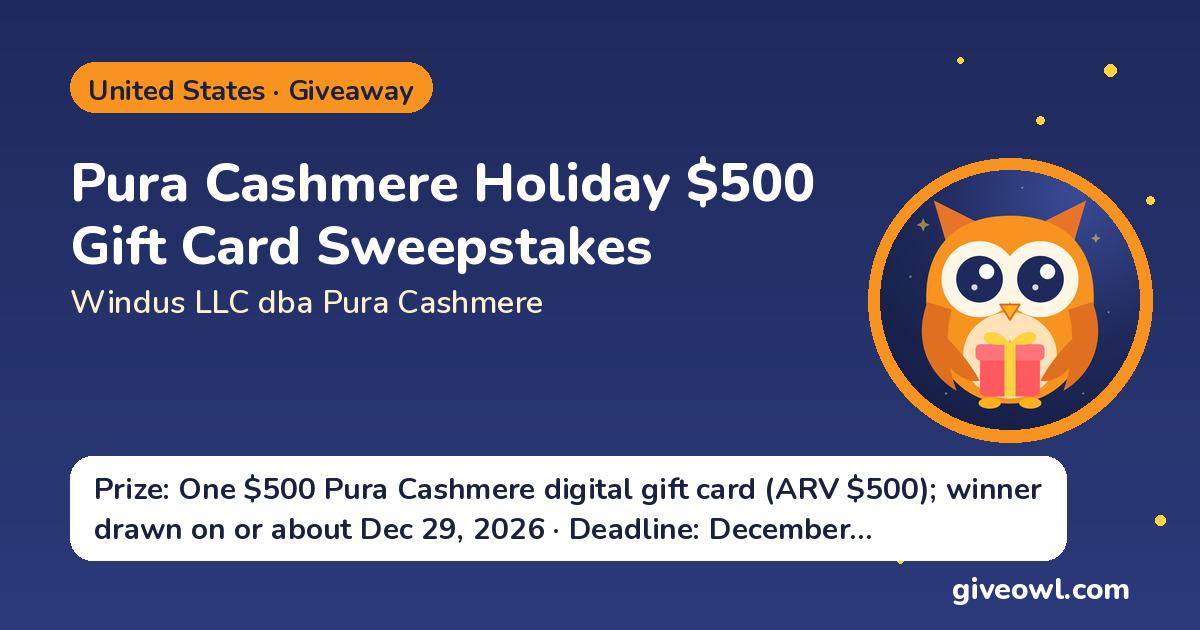 United States · Giveaway
Pura Cashmere Holiday $500
Gift Card Sweepstakes
Windus LLC dba Pura Cashmere
Prize: One $500 Pura Cashmere digital gift card (ARV $500); winner
drawn on or about Dec 29, 2026 · Deadline: December...
giveowl.com